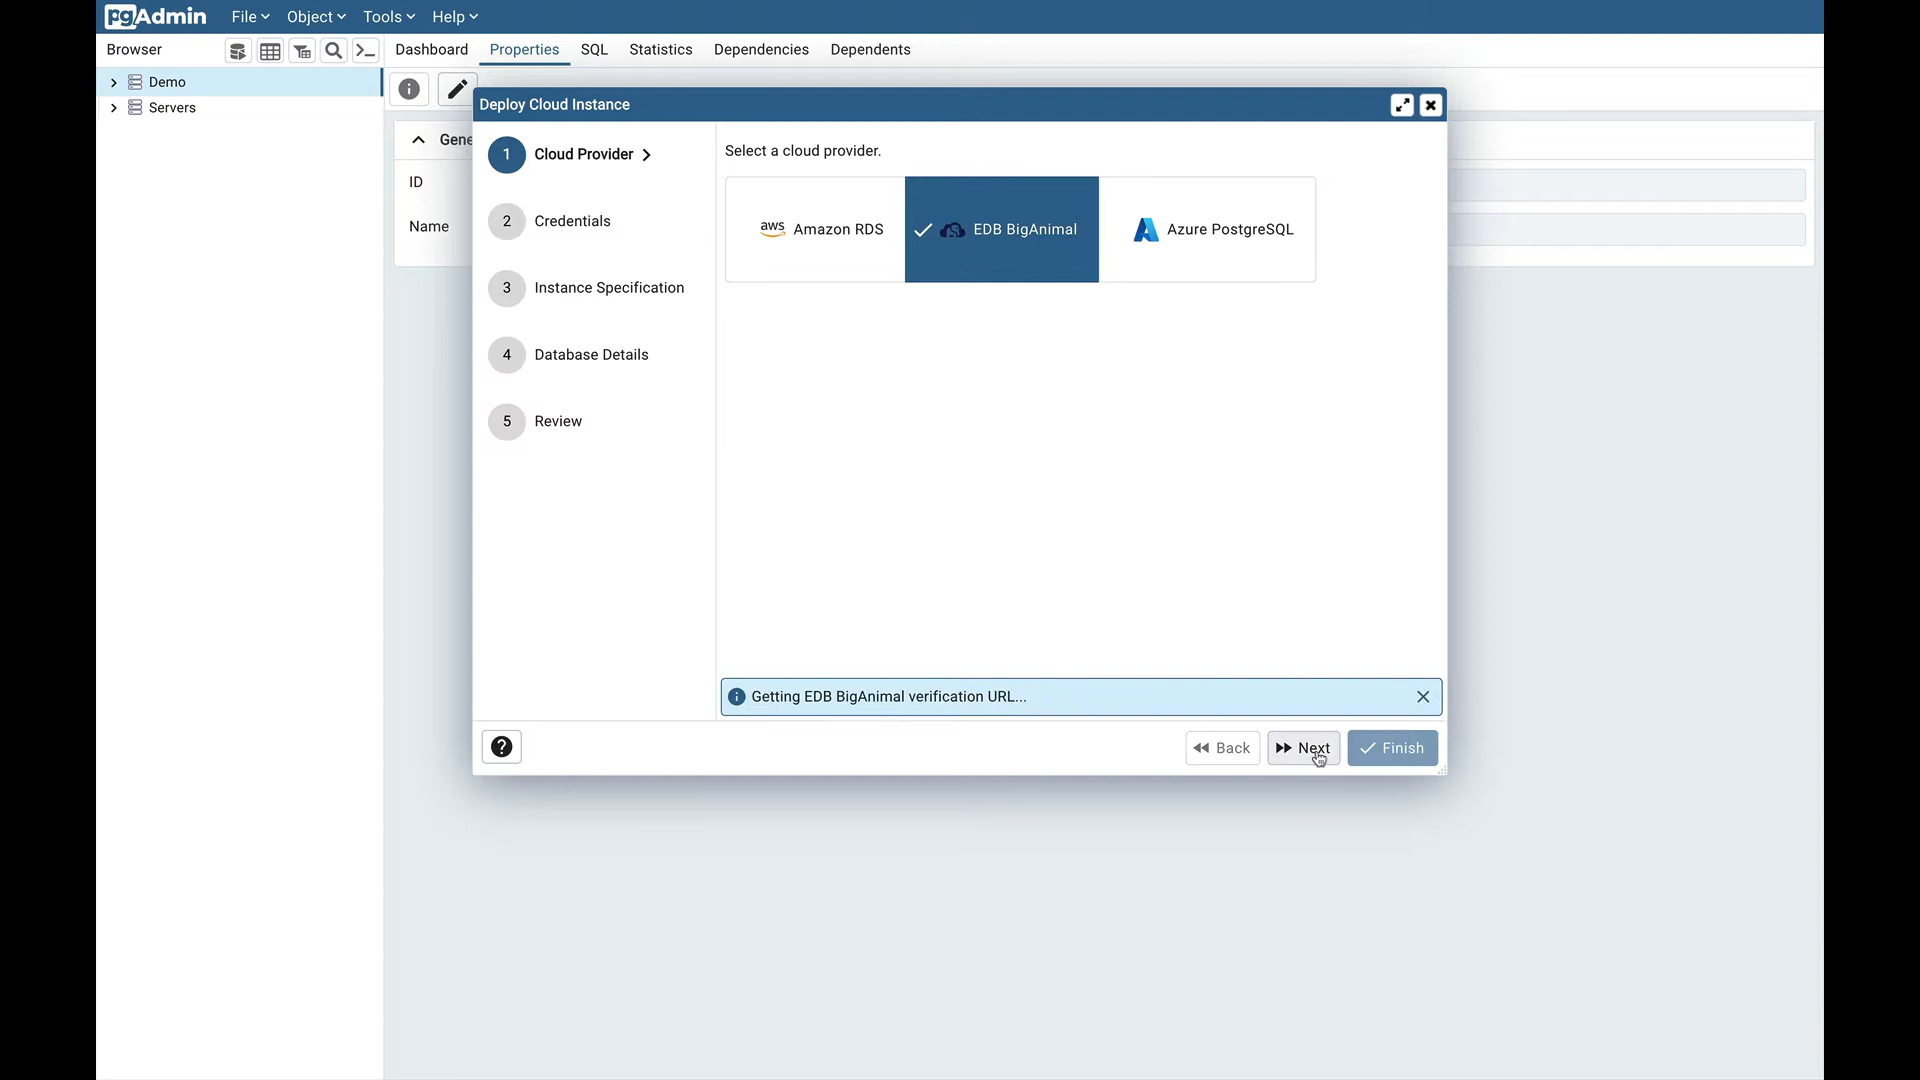 pgAdmin File Object Tools Help
Browser
Dashboard Properties SQL Statistics Dependencies Dependents
Demo
Servers
Gene
ID
Name
Deploy Cloud Instance
1 Cloud Provider
2 Credentials
3 Instance Specification
4 Database Details
5 Review
Select a cloud provider.
aws Amazon RDS
EDB BigAnimal
Azure PostgreSQL
Getting EDB BigAnimal verification URL...
Back
Next
Finish